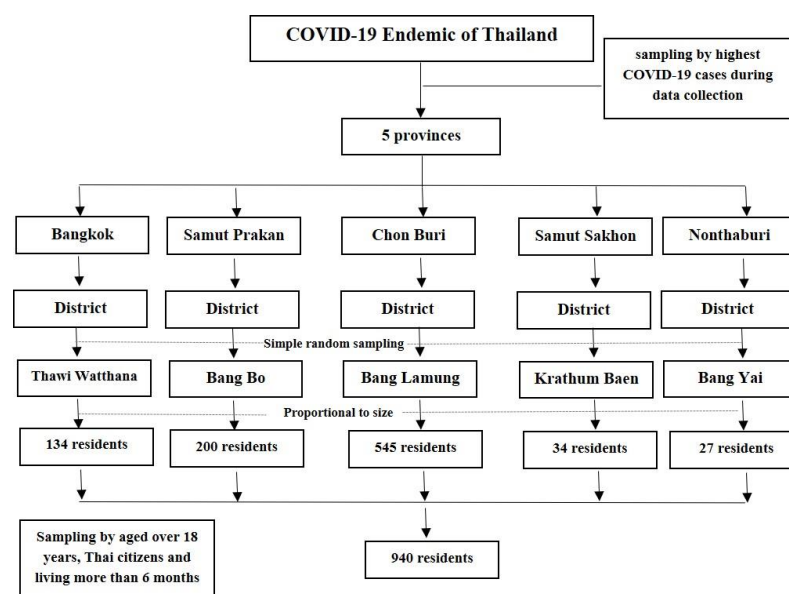 COVID-19 Endemic of Thailand
sampling by highest
COVID-19 cases during
data collection
5 provinces
Bangkok
Samut Prakan
Chon Buri
Samut Sakhon
Nonthaburi
District
District
District
District
District
Simple random sampling
Thawi Watthana
Bang Bo
Bang Lamung
Krathum Baen
Bang Yai
Proportional to size
134 residents
200 residents
545 residents
34 residents
27 residents
Sampling by aged over 18
years, Thai citizens and
living more than 6 months
940 residents